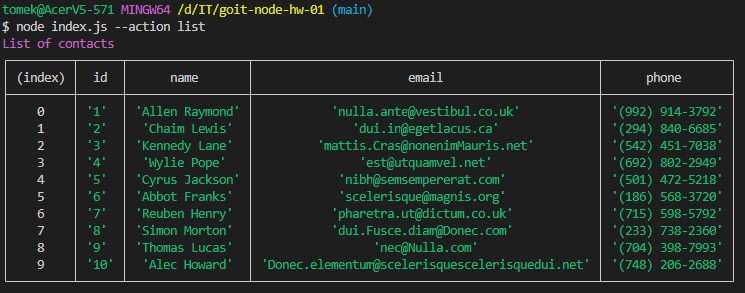 tomek@AcerV5-571 MINGW64 /d/IT/goit-node-hw-01 (main)
$ node index.js --action list
List of contacts
(index) id name email phone
0 '1' 'Allen Raymond' 'nulla.ante@vestibul.co.uk' '(992) 914-3792'
1 '2' 'Chaim Lewis' 'dui.in@egetlacus.ca' '(294) 840-6685'
2 '3' 'Kennedy Lane' 'mattis.Cras@nonenimMauris.net' '(542) 451-7038'
3 '4' 'Wylie Pope' 'est@utquamvel.net' '(692) 802-2949'
4 '5' 'Cyrus Jackson' 'nibh@semsempererat.com' '(501) 472-5218'
5 '6' 'Abbot Franks' 'scelerisque@magnis.org' '(186) 568-3720'
6 '7' 'Reuben Henry' 'pharetra.ut@dictum.co.uk' '(715) 598-5792'
7 '8' 'Simon Morton' 'dui.Fusce.diam@Donec.com' '(233) 738-2360'
8 '9' 'Thomas Lucas' 'nec@Nulla.com' '(704) 398-7993'
9 '10' 'Alec Howard' 'Donec.elementum@scelerisquescelerisquedui.net' '(748) 206-2688'